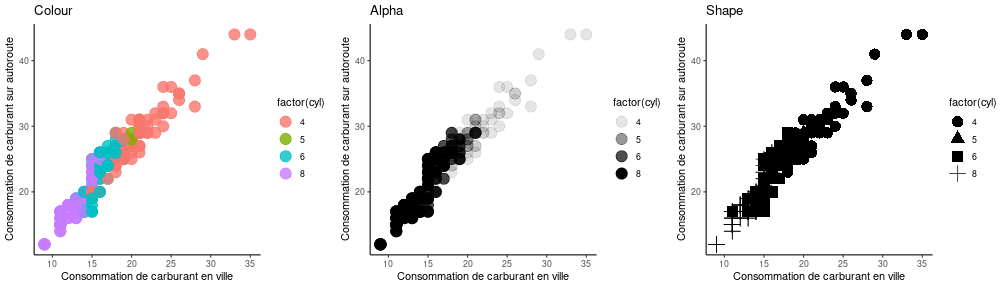 Colour
Consommation de carburant sur autoroute
40
30
20
10 15 20 25 30 35
Consommation de carburant en ville
factor(cyl)
4
5
6
8
Alpha
Consommation de carburant sur autoroute
40
30
20
10 15 20 25 30 35
Consommation de carburant en ville
factor(cyl)
4
5
6
8
Shape
Consommation de carburant sur autoroute
40
30
20
10 15 20 25 30 35
Consommation de carburant en ville
factor(cyl)
4
5
6
8